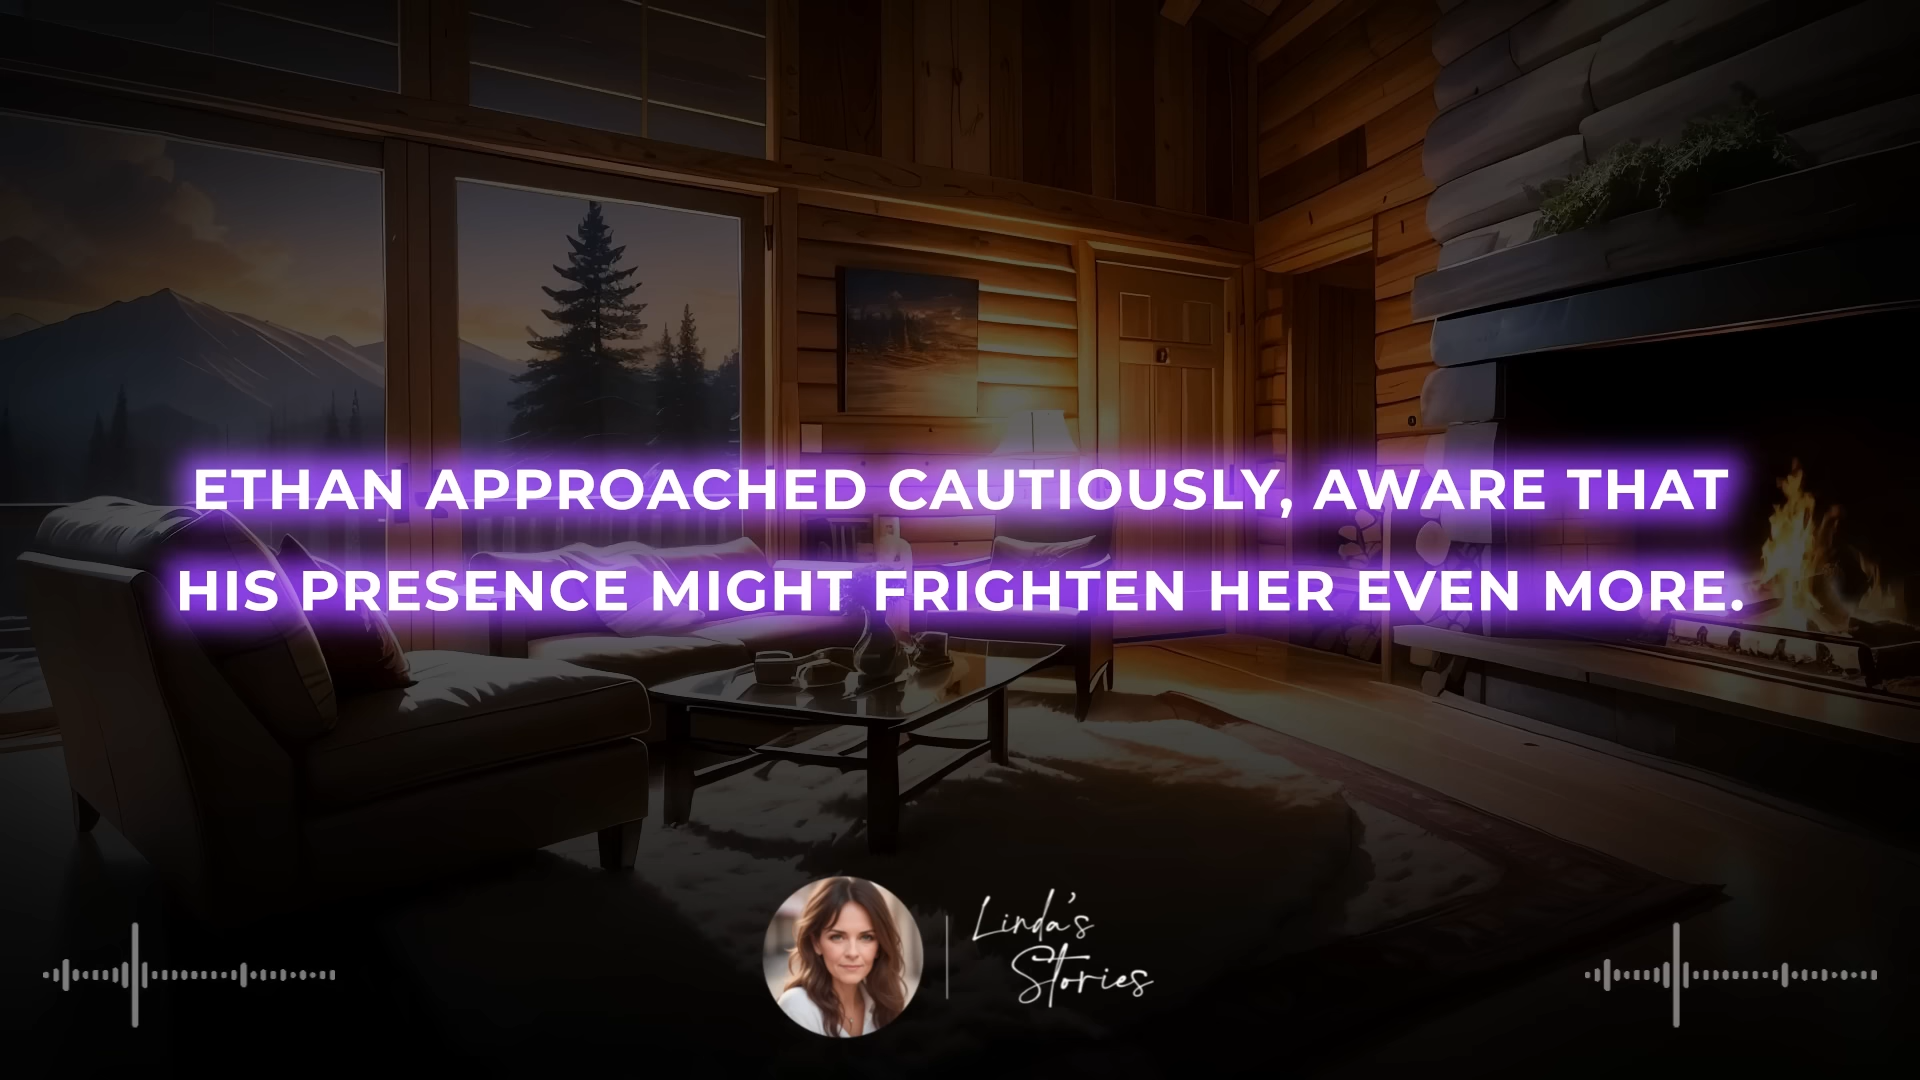 ETHAN APPROACHED CAUTIOUSLY, AWARE THAT
HIS PRESENCE MIGHT FRIGHTEN HER EVEN MORE.
Linda's
Stories